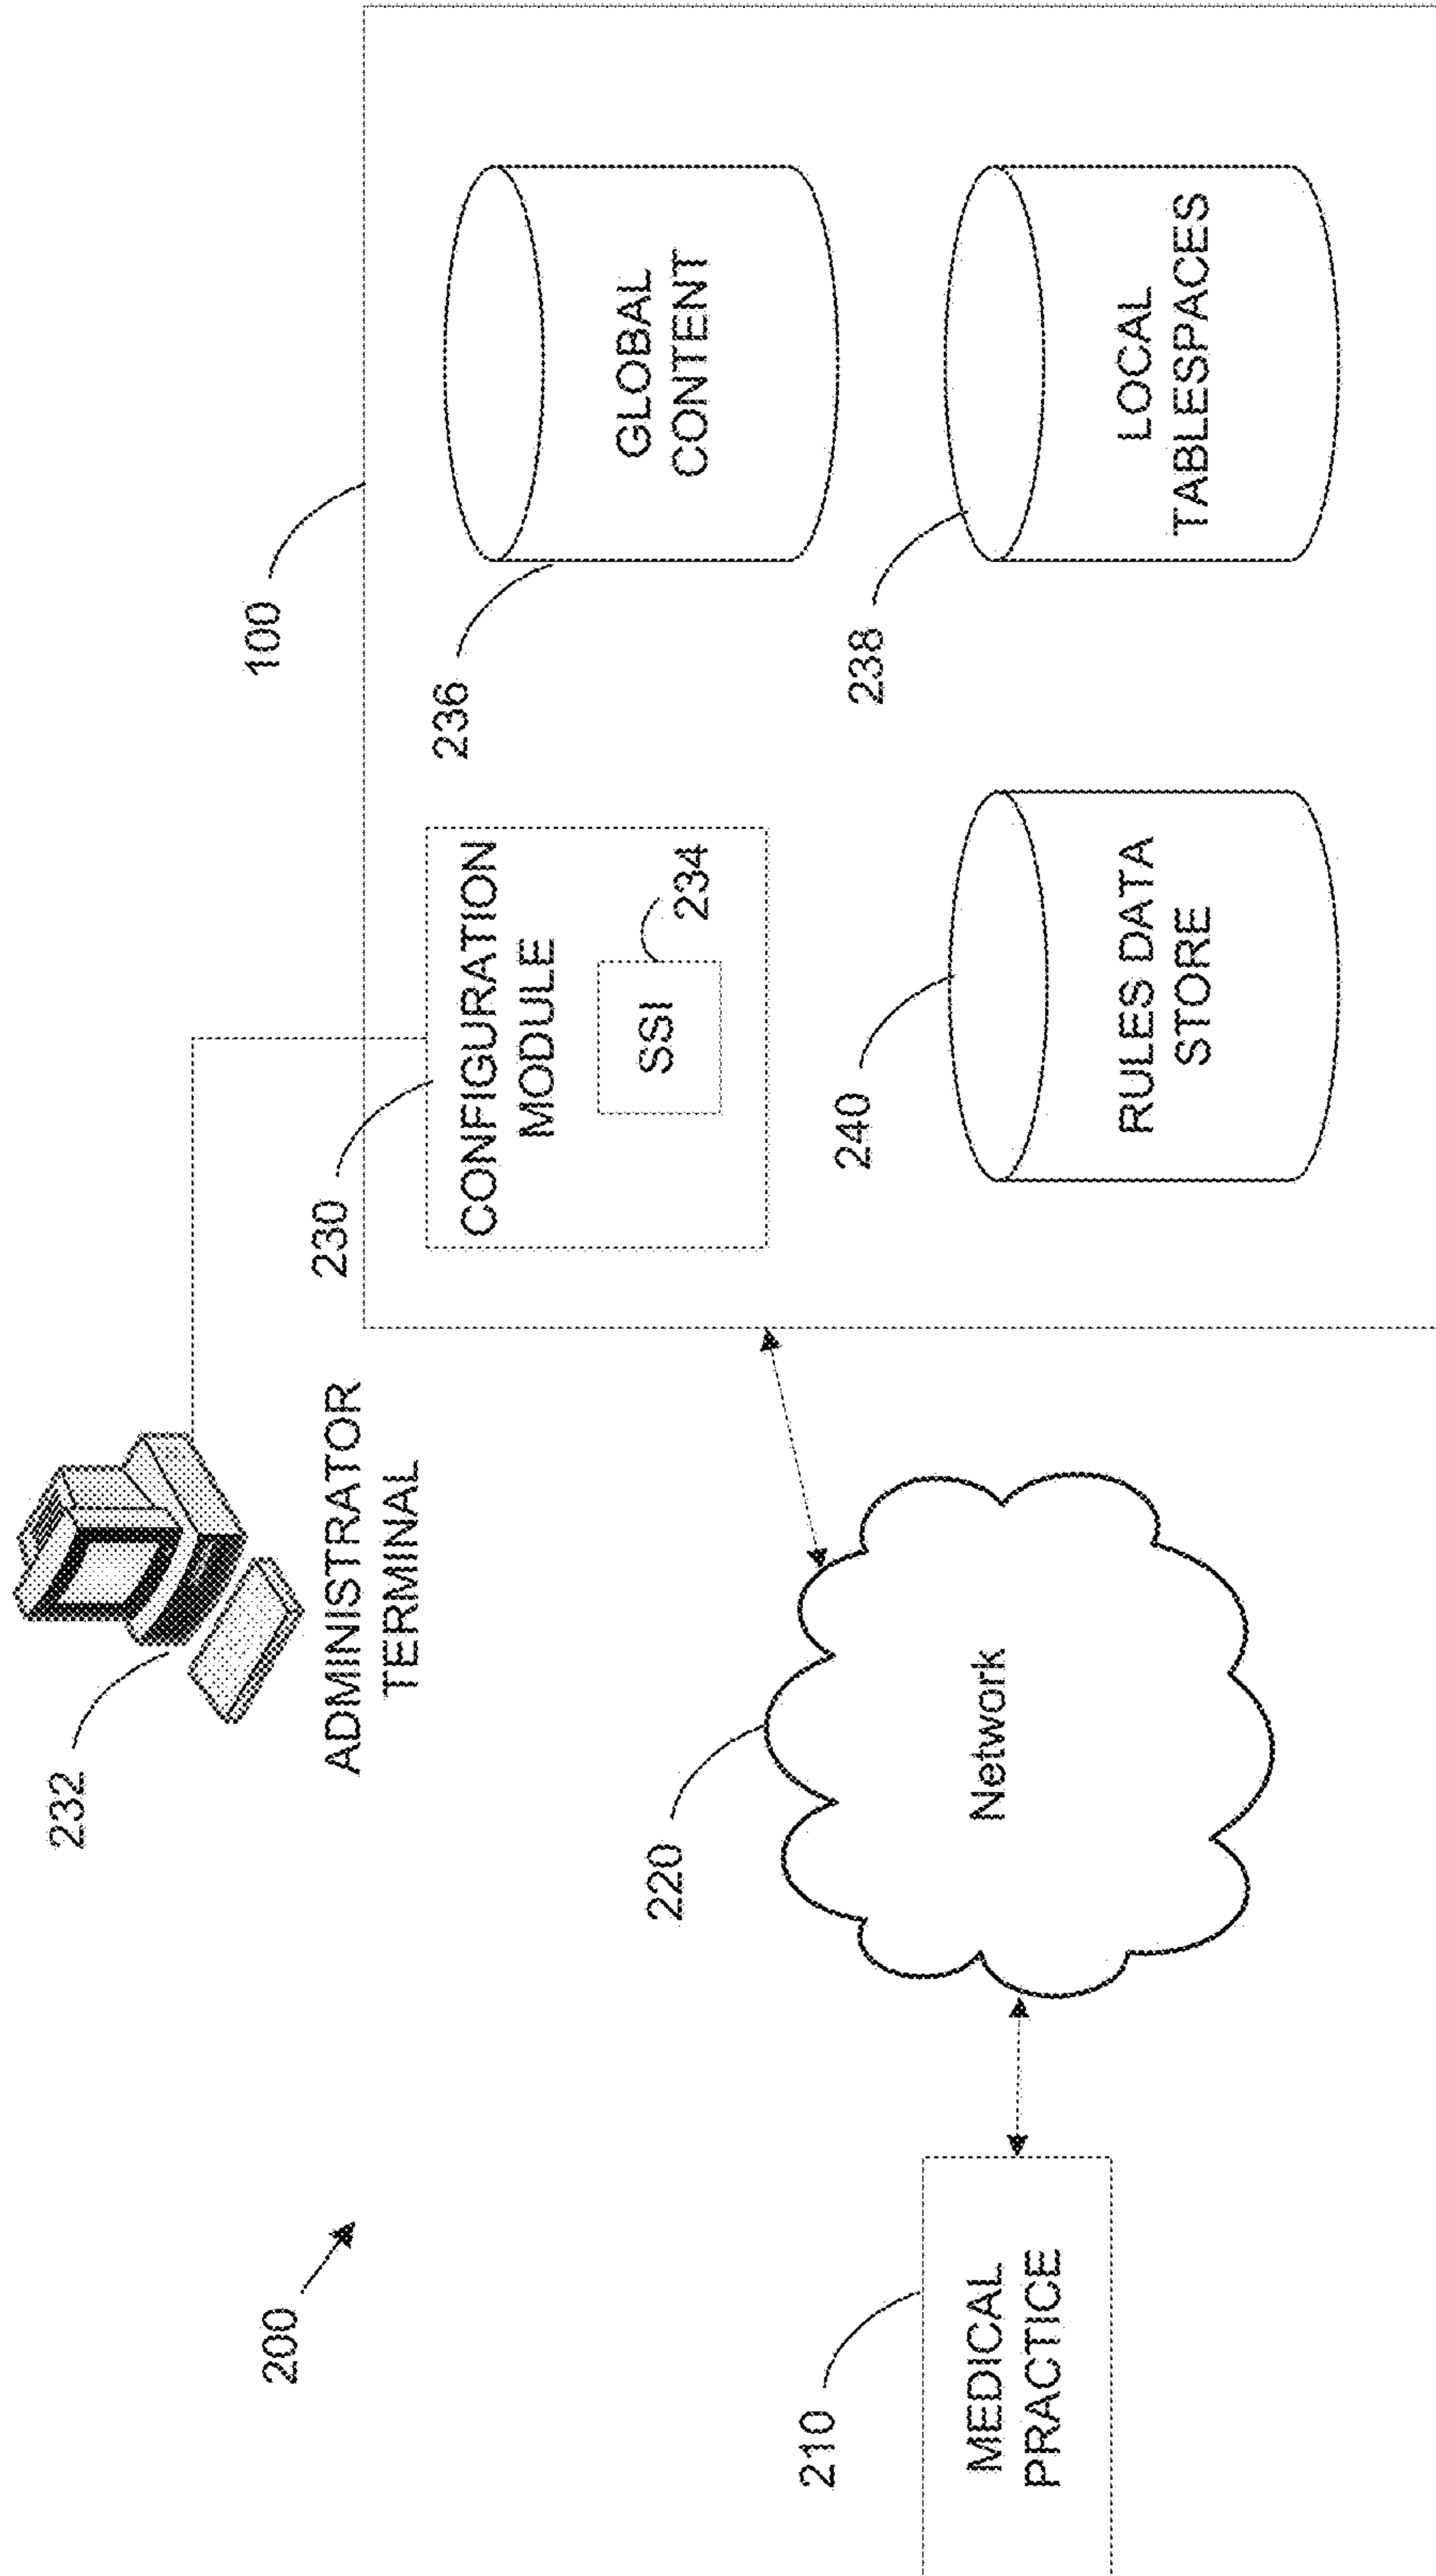 200
232
ADMINISTRATOR
TERMINAL
100
230
CONFIGURATION
MODULE
SSI
234
236
GLOBAL
CONTENT
210
MEDICAL
PRACTICE
220
Network
240
RULES DATA
STORE
238
LOCAL
TABLESPACES